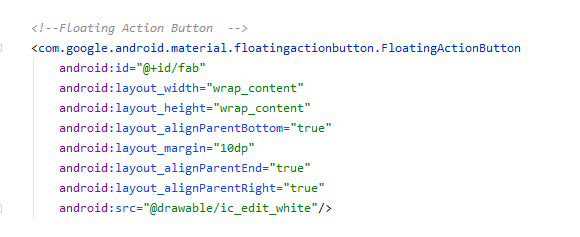 <!--Floating Action Button  -->
<com.google.android.material.floatingactionbutton.FloatingActionButton
    android:id="@+id/fab"
    android:layout_width="wrap_content"
    android:layout_height="wrap_content"
    android:layout_alignParentBottom="true"
    android:layout_margin="10dp"
    android:layout_alignParentEnd="true"
    android:layout_alignParentRight="true"
    android:src="@drawable/ic_edit_white"/>